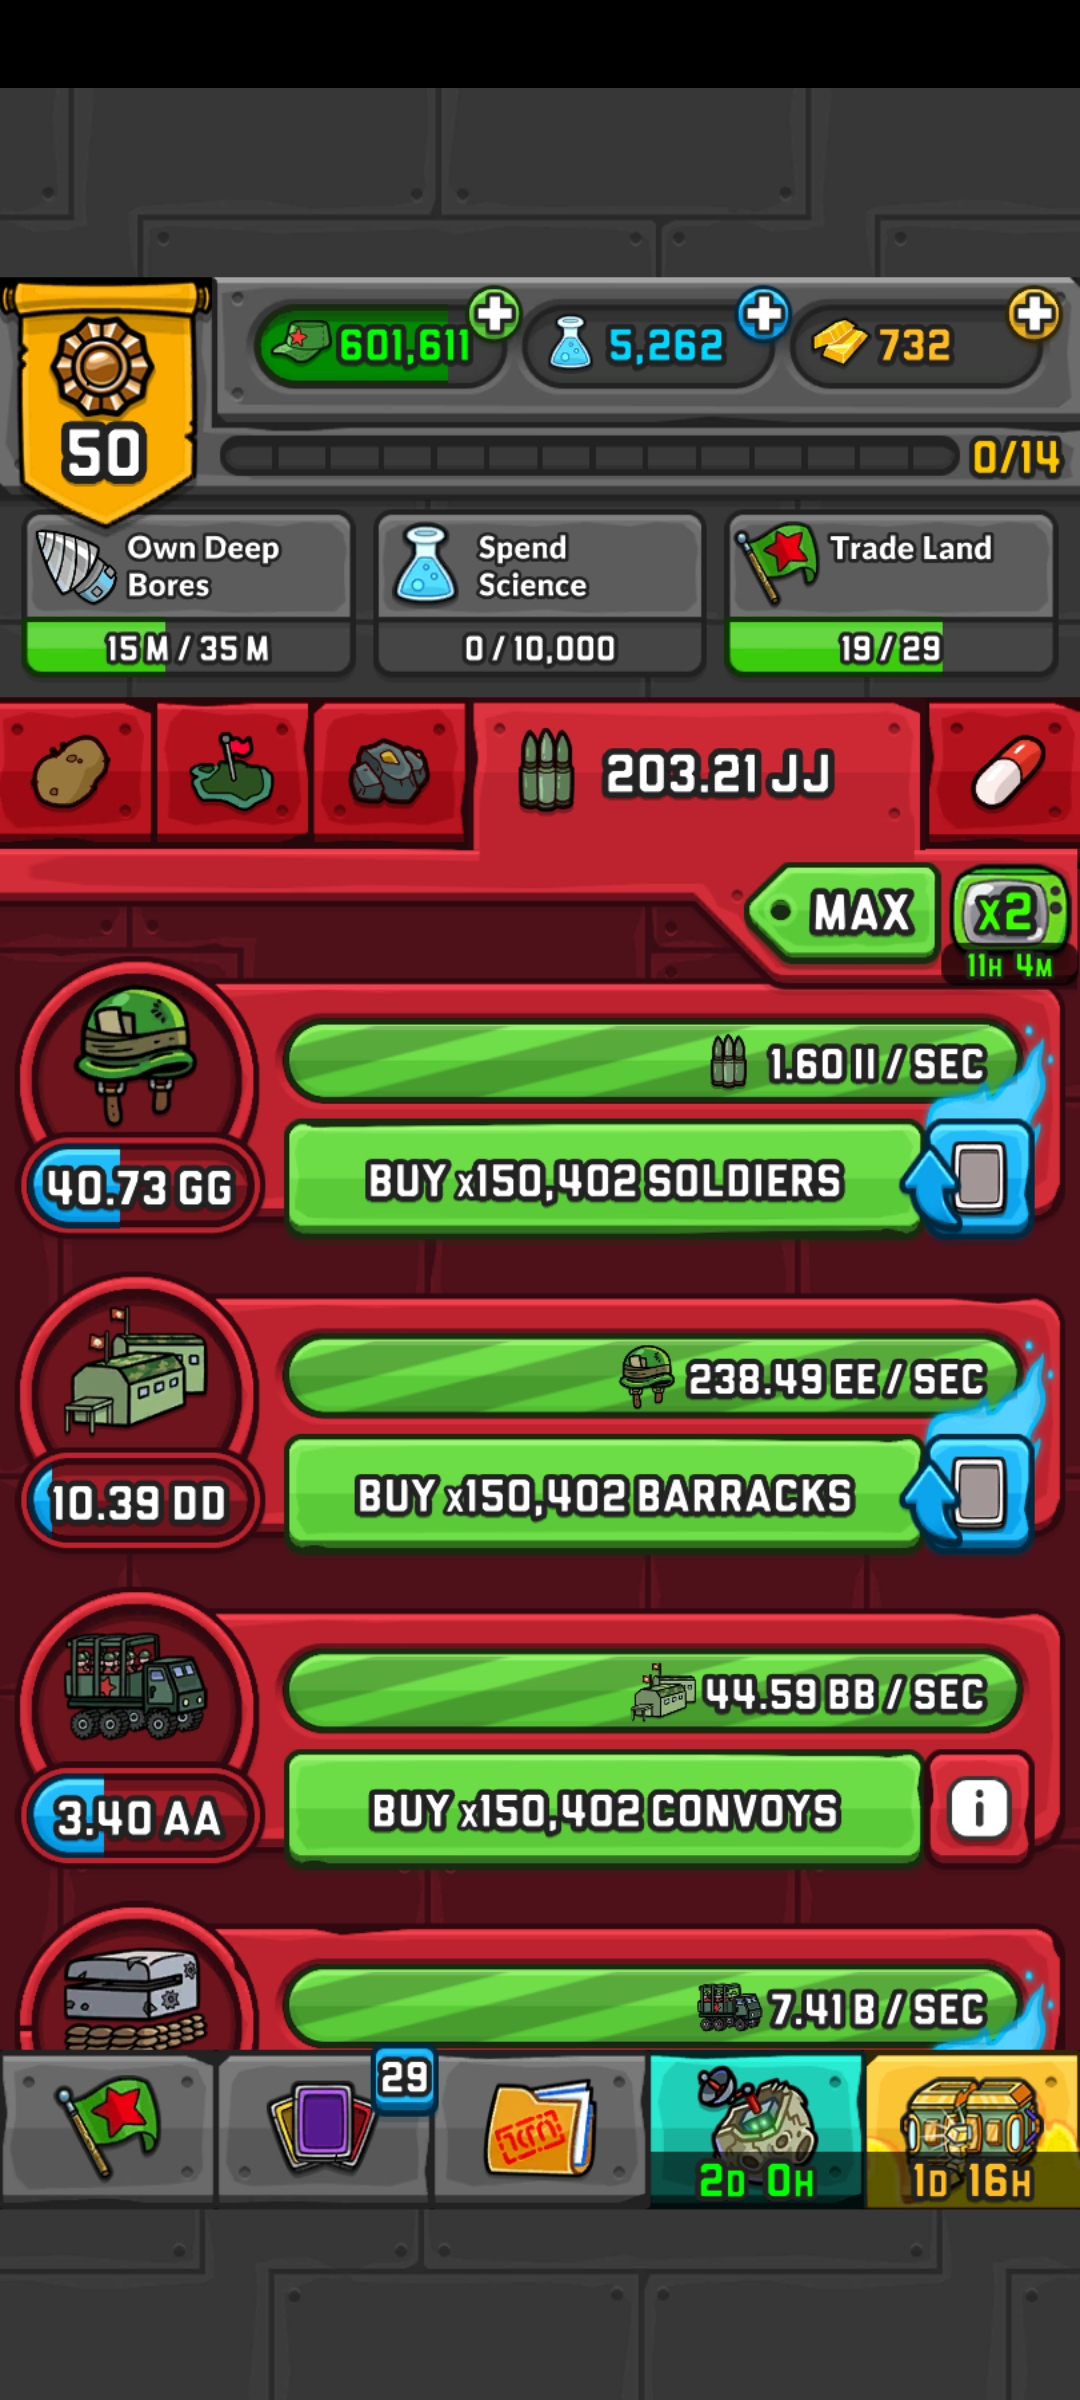 601,611
5,262
732
50
0/14
Own Deep
Bores
15 M / 35 M
Spend
Science
0 / 10,000
Trade Land
19 / 29
203.21 JJ
MAX
x2
11H 4M
1.60 II / SEC
40.73 GG
BUY x150,402 SOLDIERS
238.49 EE / SEC
10.39 DD
BUY x150,402 BARRACKS
44.59 BB / SEC
3.40 AA
BUY x150,402 CONVOYS
i
7.41 B / SEC
29
2D 0H
1D 16H